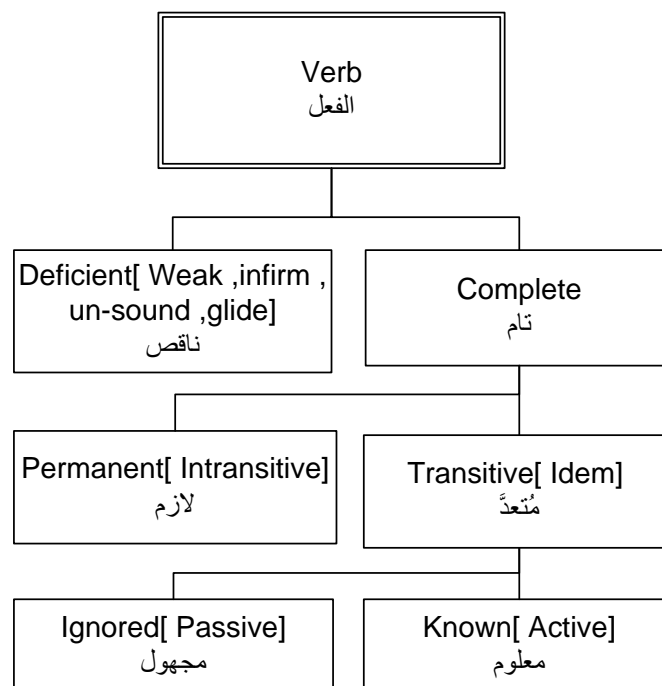 Verb
الفعل
Deficient[ Weak ,infirm ,
un-sound ,glide]
ناقص
Complete
تام
Permanent[ Intransitive]
لازم
Transitive[ Idem]
مُتعدَّ
Ignored[ Passive]
مجهول
Known[ Active]
معلوم